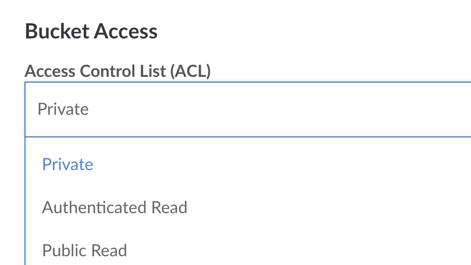 Bucket Access
Access Control List (ACL)
Private
Private
Authenticated Read
Public Read